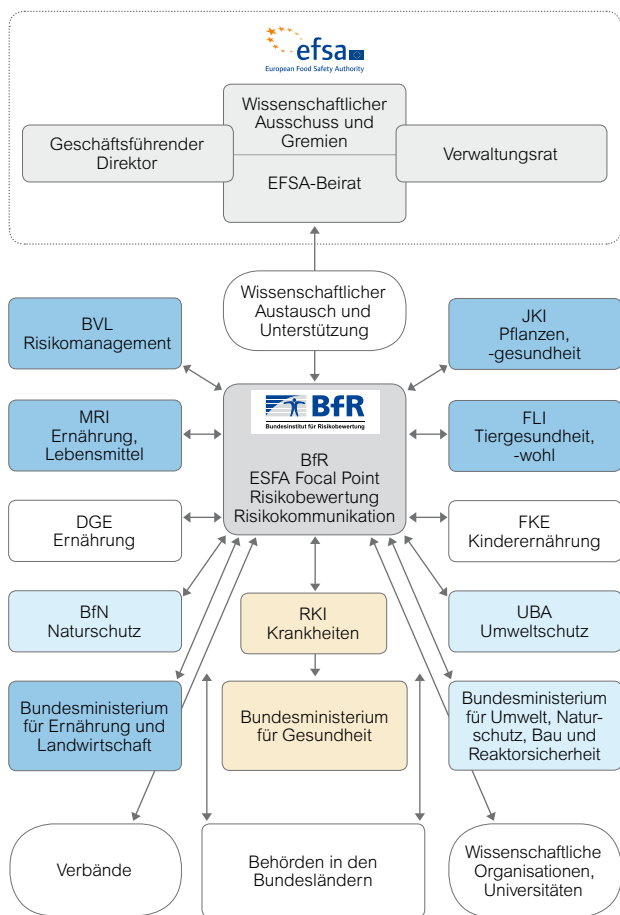 efsa
European Food Safety Authority
Wissenschaftlicher
Ausschuss und
Gremien
Geschäftsführender
Direktor
Verwaltungsrat
EFSA-Beirat
Wissenschaftlicher
Austausch und
Unterstützung
BVL
Risikomanagement
JKI
Pflanzen,
-gesundheit
BfR
Bundesinstitut für Risikobewertung
MRI
Ernährung,
Lebensmittel
FLI
Tiergesundheit,
-wohl
BfR
ESFA Focal Point
Risikobewertung
Risikokommunikation
DGE
Ernährung
FKE
Kinderernährung
BfN
Naturschutz
RKI
Krankheiten
UBA
Umweltschutz
Bundesministerium
für Ernährung und
Landwirtschaft
Bundesministerium
für Gesundheit
Bundesministerium
für Umwelt, Natur-
schutz, Bau und
Reaktorsicherheit
Verbände
Behörden in den
Bundesländern
Wissenschaftliche
Organisationen,
Universitäten